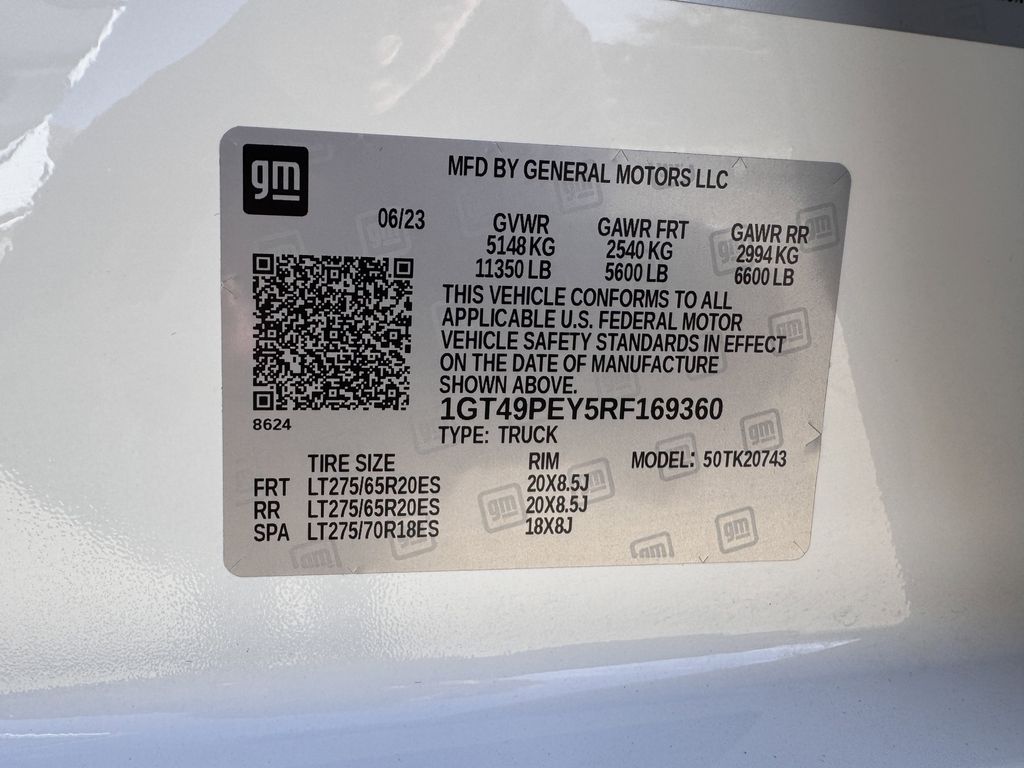 gm
MFD BY GENERAL MOTORS LLC
06/23
GVWR GAWR FRT GAWR RR
5148 KG 2540 KG 2994 KG
11350 LB 5600 LB 6600 LB
THIS VEHICLE CONFORMS TO ALL
APPLICABLE U.S. FEDERAL MOTOR
VEHICLE SAFETY STANDARDS IN EFFECT
ON THE DATE OF MANUFACTURE
SHOWN ABOVE.
1GT49PEY5RF169360
8624
TYPE: TRUCK
TIRE SIZE RIM MODEL: 50TK20743
FRT LT275/65R20ES 20X8.5J
RR LT275/65R20ES 20X8.5J
SPA LT275/70R18ES 18X8J